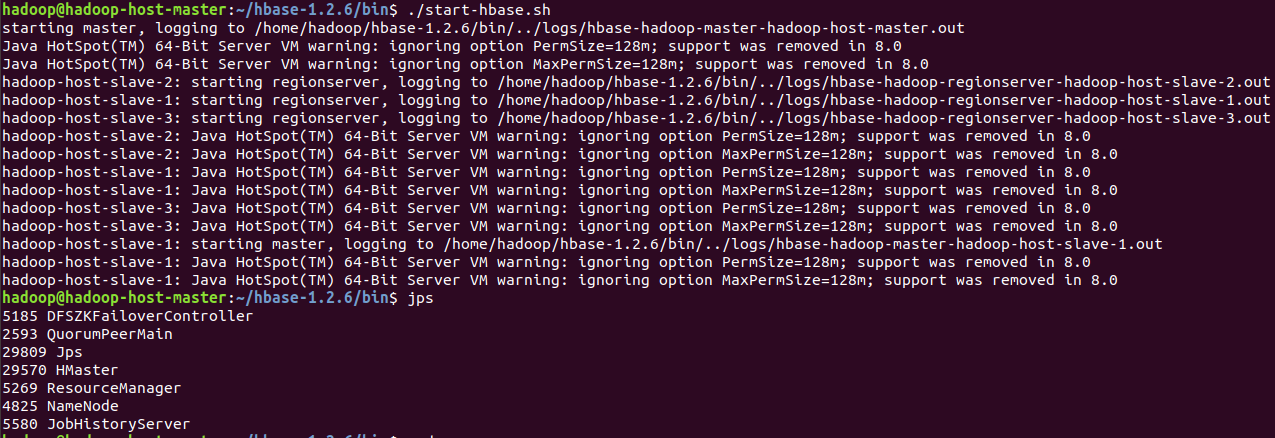 hadoop@hadoop-host-master:~/hbase-1.2.6/bin$ ./start-hbase.sh
starting master, logging to /home/hadoop/hbase-1.2.6/bin/../logs/hbase-hadoop-master-hadoop-host-master.out
Java HotSpot(TM) 64-Bit Server VM warning: ignoring option PermSize=128m; support was removed in 8.0
Java HotSpot(TM) 64-Bit Server VM warning: ignoring option MaxPermSize=128m; support was removed in 8.0
hadoop-host-slave-2: starting regionserver, logging to /home/hadoop/hbase-1.2.6/bin/../logs/hbase-hadoop-regionserver-hadoop-host-slave-2.out
hadoop-host-slave-1: starting regionserver, logging to /home/hadoop/hbase-1.2.6/bin/../logs/hbase-hadoop-regionserver-hadoop-host-slave-1.out
hadoop-host-slave-3: starting regionserver, logging to /home/hadoop/hbase-1.2.6/bin/../logs/hbase-hadoop-regionserver-hadoop-host-slave-3.out
hadoop-host-slave-2: Java HotSpot(TM) 64-Bit Server VM warning: ignoring option PermSize=128m; support was removed in 8.0
hadoop-host-slave-2: Java HotSpot(TM) 64-Bit Server VM warning: ignoring option MaxPermSize=128m; support was removed in 8.0
hadoop-host-slave-1: Java HotSpot(TM) 64-Bit Server VM warning: ignoring option PermSize=128m; support was removed in 8.0
hadoop-host-slave-1: Java HotSpot(TM) 64-Bit Server VM warning: ignoring option MaxPermSize=128m; support was removed in 8.0
hadoop-host-slave-3: Java HotSpot(TM) 64-Bit Server VM warning: ignoring option PermSize=128m; support was removed in 8.0
hadoop-host-slave-3: Java HotSpot(TM) 64-Bit Server VM warning: ignoring option MaxPermSize=128m; support was removed in 8.0
hadoop-host-slave-1: starting master, logging to /home/hadoop/hbase-1.2.6/bin/../logs/hbase-hadoop-master-hadoop-host-slave-1.out
hadoop-host-slave-1: Java HotSpot(TM) 64-Bit Server VM warning: ignoring option PermSize=128m; support was removed in 8.0
hadoop-host-slave-1: Java HotSpot(TM) 64-Bit Server VM warning: ignoring option MaxPermSize=128m; support was removed in 8.0
hadoop@hadoop-host-master:~/hbase-1.2.6/bin$ jps
5185 DFSZKFailoverController
2593 QuorumPeerMain
29809 Jps
29570 HMaster
5269 ResourceManager
4825 NameNode
5580 JobHistoryServer